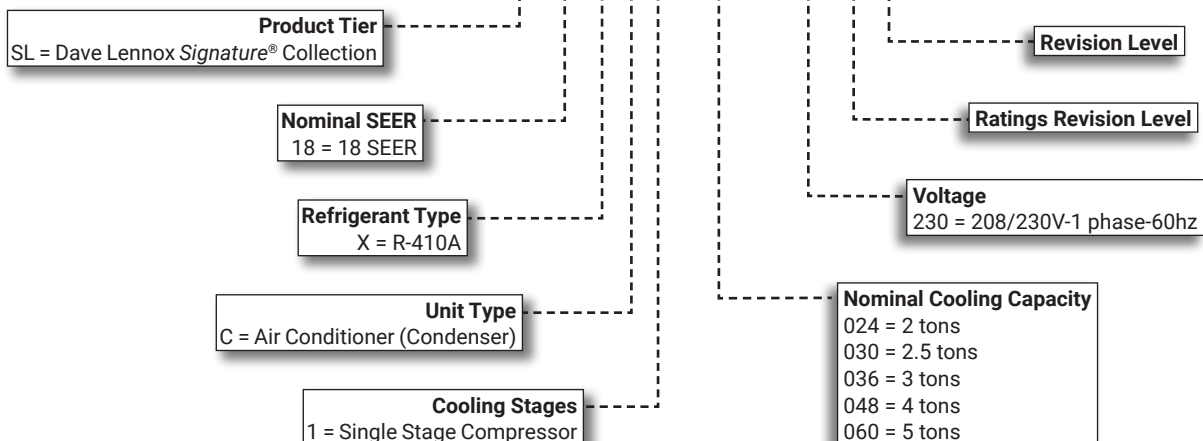 Product Tier
SL = Dave Lennox Signature® Collection
Revision Level
Nominal SEER
18 = 18 SEER
Ratings Revision Level
Refrigerant Type
X = R-410A
Voltage
230 = 208/230V-1 phase-60hz
Unit Type
C = Air Conditioner (Condenser)
Nominal Cooling Capacity
024 = 2 tons
030 = 2.5 tons
036 = 3 tons
048 = 4 tons
060 = 5 tons
Cooling Stages
1 = Single Stage Compressor